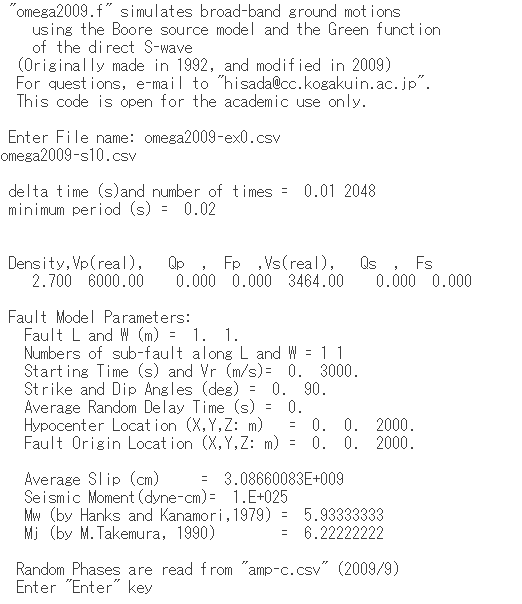 "omega2009.f" simulates broad-band ground motions
using the Boore source model and the Green function
of the direct S-wave
(Originally made in 1992, and modified in 2009)
For questions, e-mail to "hisada@cc.kogakuin.ac.jp".
This code is open for the academic use only.
Enter File name: omega2009-ex0.csv
omega2009-s10.csv
delta time (s)and number of times = 0.01 2048
minimum period (s) = 0.02
Density,Vp(real), Qp , Fp ,Vs(real), Qs , Fs
2.700 6000.00 0.000 0.000 3464.00 0.000 0.000
Fault Model Parameters:
Fault L and W (m) = 1. 1.
Numbers of sub-fault along L and W = 1 1
Starting Time (s) and Vr (m/s)= 0. 3000.
Strike and Dip Angles (deg) = 0. 90.
Average Random Delay Time (s) = 0.
Hypocenter Location (X,Y,Z: m) = 0. 0. 2000.
Fault Origin Location (X,Y,Z: m) = 0. 0. 2000.
Average Slip (cm) = 3.08660083E+009
Seismic Moment(dyne-cm)= 1.E+025
Mw (by Hanks and Kanamori,1979) = 5.93333333
Mj (by M.Takemura, 1990) = 6.22222222
Random Phases are read from "amp-c.csv" (2009/9)
Enter "Enter" key